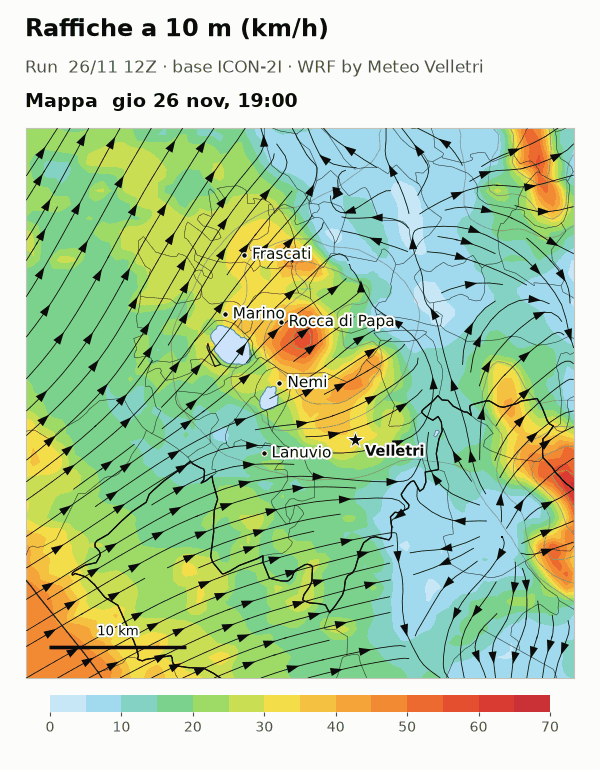 Raffiche a 10 m (km/h)
Run 26/11 12Z · base ICON-2I · WRF by Meteo Velletri
Mappa gio 26 nov, 19:00
Frascati
Marino
Rocca di Papa
Nemi
Velletri
Lanuvio
10 km
0 10 20 30 40 50 60 70